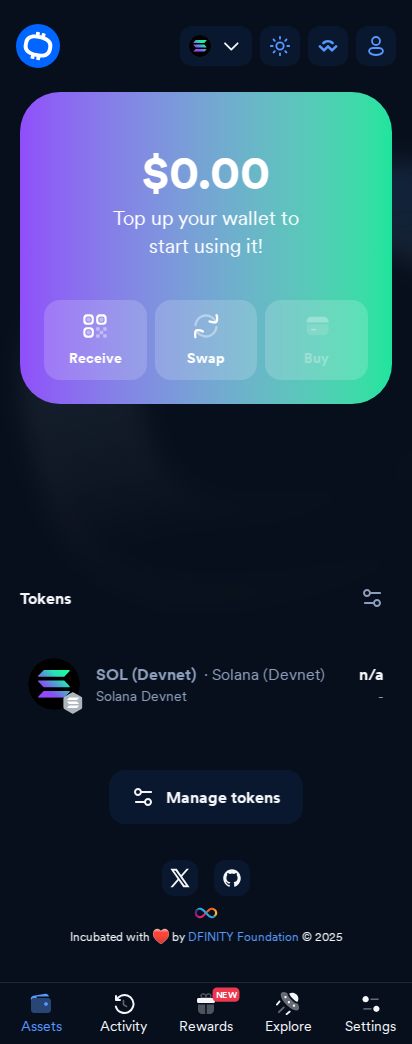 $0.00
Top up your wallet to
start using it!
Receive
Swap
Buy
Tokens
SOL (Devnet) · Solana (Devnet)
n/a
Solana Devnet
-
Manage tokens
Incubated with ❤️ by DFINITY Foundation © 2025
NEW
Assets
Activity
Rewards
Explore
Settings